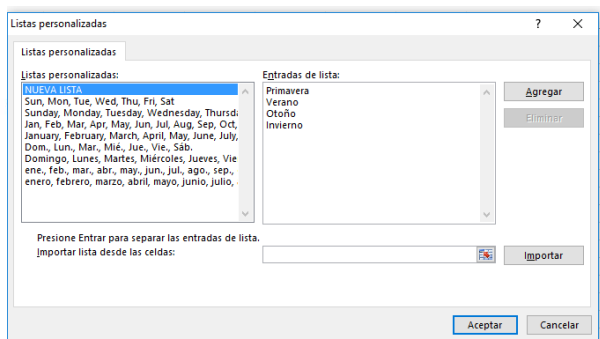 Listas personalizadas
? X
Listas personalizadas
Listas personalizadas:
NUEVA LISTA
Sun, Mon, Tue, Wed, Thu, Fri, Sat
Sunday, Monday, Tuesday, Wednesday, Thursda
Jan, Feb, Mar, Apr, May, Jun, Jul, Aug, Sep, Oct,
January, February, March, April, May, June, July,
Dom., Lun., Mar., Mié., Jue., Vie., Sáb.
Domingo, Lunes, Martes, Miércoles, Jueves, Vie
ene., feb., mar., abr., may., jun., jul., ago., sep.,
enero, febrero, marzo, abril, mayo, junio, julio,
Entradas de lista:
Primavera
Verano
Otoño
Invierno
Agregar
Eliminar
Presione Entrar para separar las entradas de lista.
Importar lista desde las celdas:
Importar
Aceptar
Cancelar